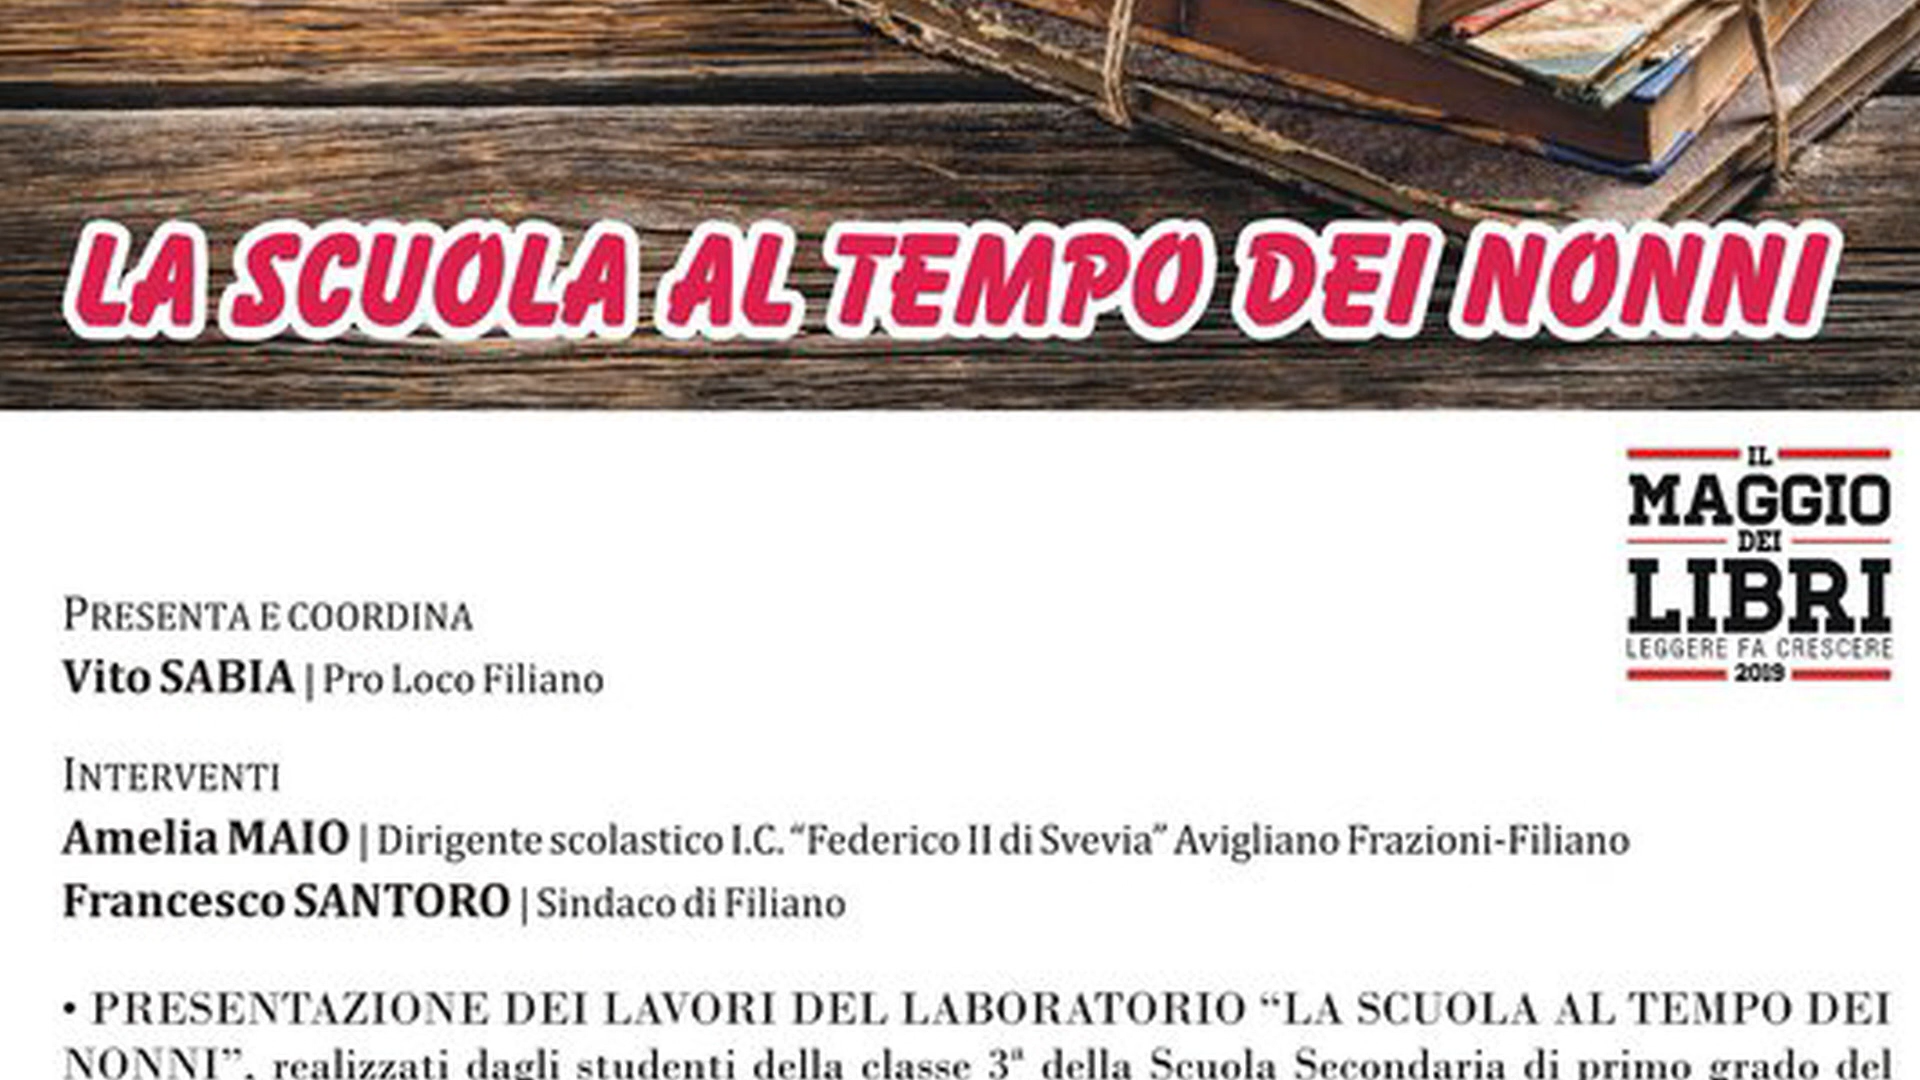 LA SCUOLA AL TEMPO DEI NONNI
IL
MAGGIO
DEI
LIBRI
LEGGERE FA CRESCERE
2019
PRESENTA E COORDINA
Vito SABIA | Pro Loco Filiano
INTERVENTI
Amelia MAIO | Dirigente scolastico I.C. “Federico II di Svevia” Avigliano Frazioni-Filiano
Francesco SANTORO | Sindaco di Filiano
• PRESENTAZIONE DEI LAVORI DEL LABORATORIO “LA SCUOLA AL TEMPO DEI
NONNI”, realizzati dagli studenti della classe 3ª della Scuola Secondaria di primo grado del